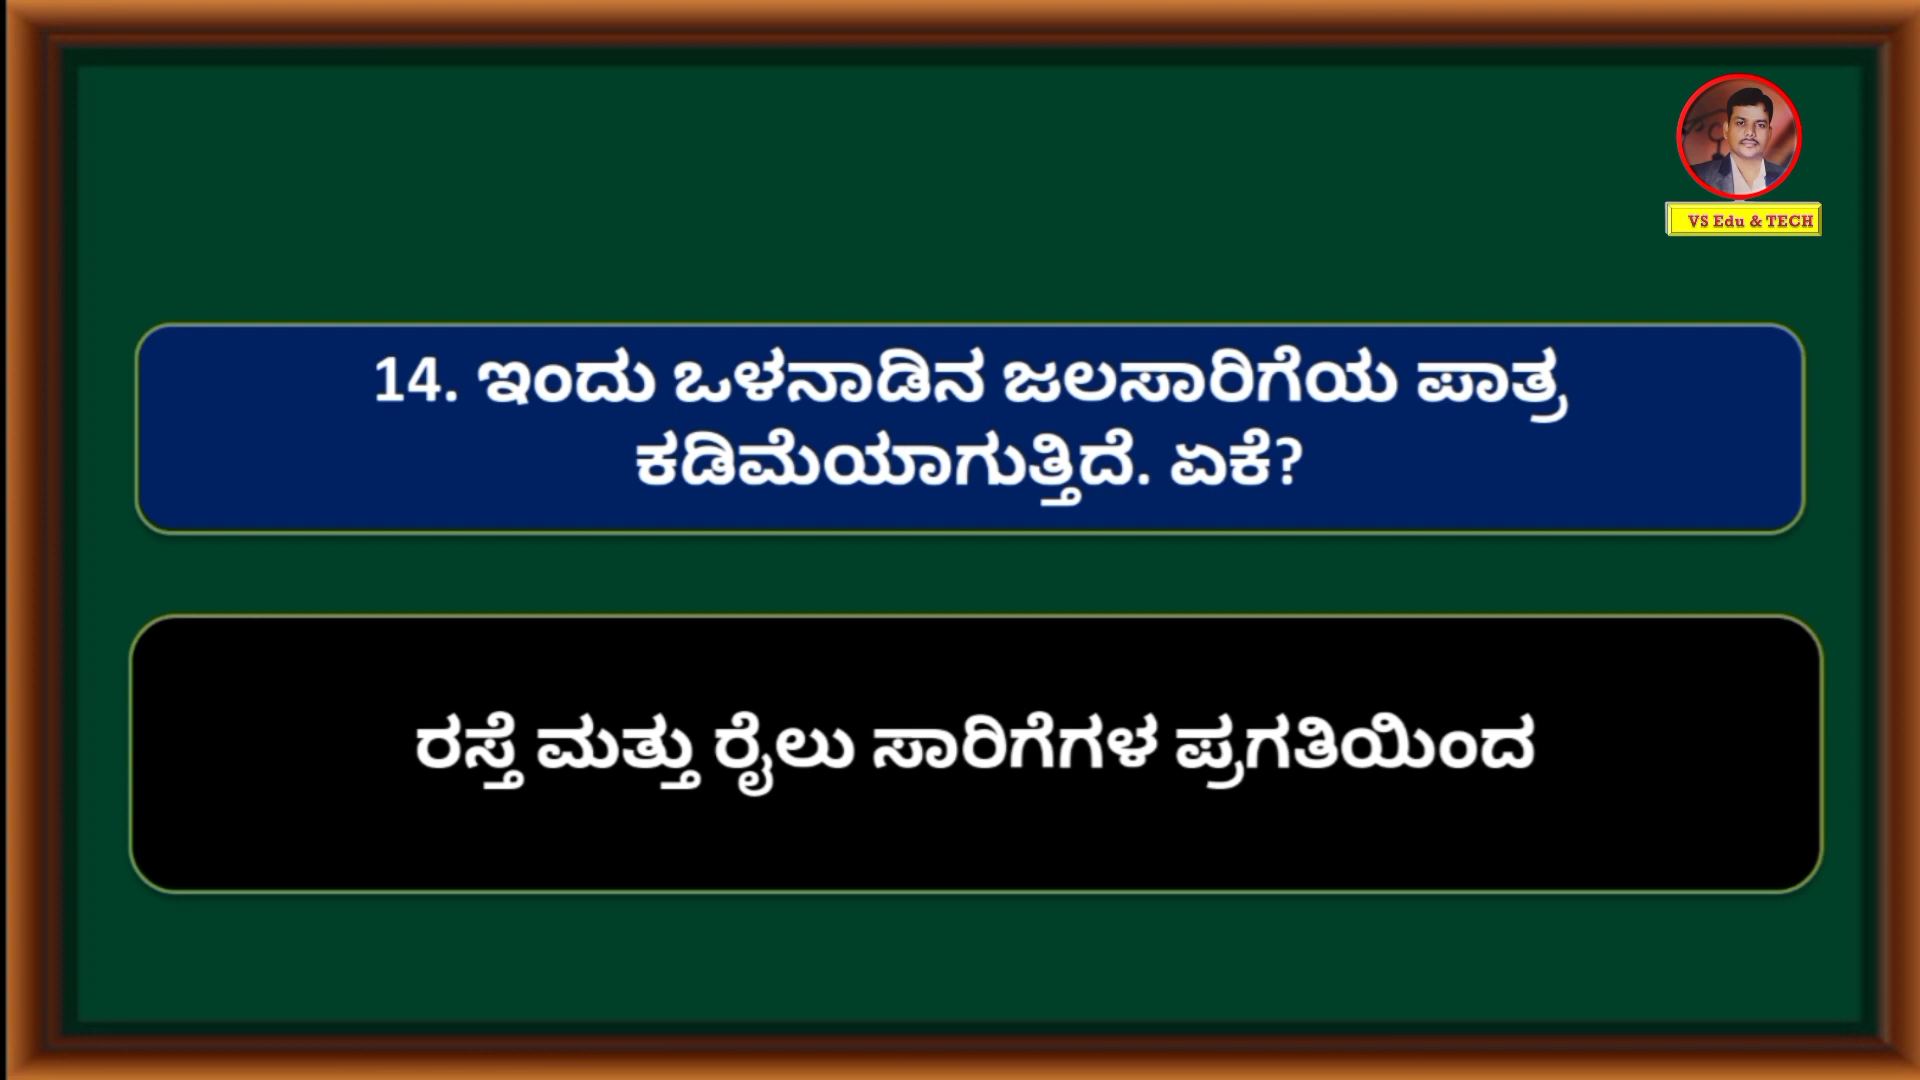 VS Edu & TECH
14. ಇಂದು ಒಳನಾಡಿನ ಜಲಸಾರಿಗೆಯ ಪಾತ್ರ
ಕಡಿಮೆಯಾಗುತ್ತಿದೆ. ಏಕೆ?
ರಸ್ತೆ ಮತ್ತು ರೈಲು ಸಾರಿಗೆಗಳ ಪ್ರಗತಿಯಿಂದ